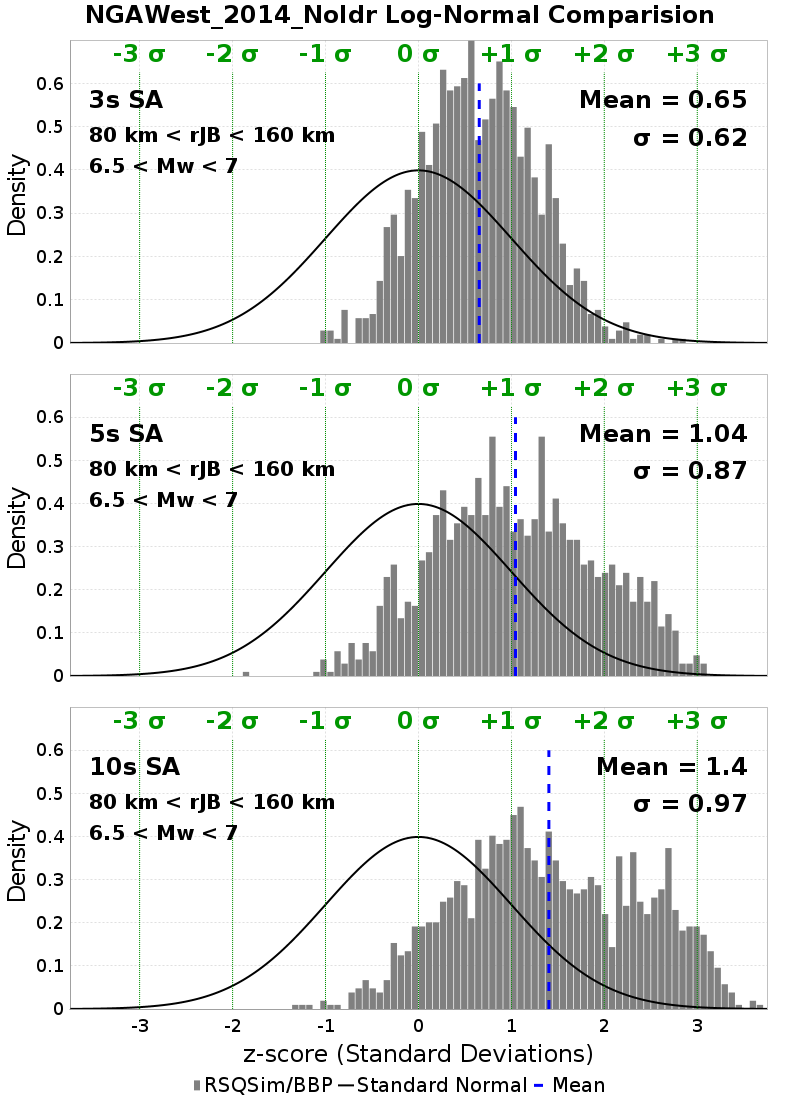 NGAWest_2014_NoIdr Log-Normal Comparision
-3 σ -2 σ -1 σ 0 σ +1 σ +2 σ +3 σ
3s SA
Mean = 0.65
80 km < rJB < 160 km
σ = 0.62
6.5 < Mw < 7
0.6
0.5
0.4
0.3
0.2
0.1
0
Density
-3 σ -2 σ -1 σ 0 σ +1 σ +2 σ +3 σ
5s SA
Mean = 1.04
80 km < rJB < 160 km
σ = 0.87
6.5 < Mw < 7
0.6
0.5
0.4
0.3
0.2
0.1
0
Density
-3 σ -2 σ -1 σ 0 σ +1 σ +2 σ +3 σ
10s SA
Mean = 1.4
80 km < rJB < 160 km
σ = 0.97
6.5 < Mw < 7
0.6
0.5
0.4
0.3
0.2
0.1
0
Density
-3 -2 -1 0 1 2 3
z-score (Standard Deviations)
RSQSim/BBP Standard Normal Mean